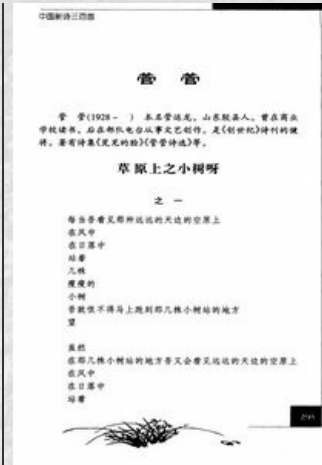 中国新诗三百首
管 管
管 管(1928- ) 本名管运龙，山东胶县人，曾在商业
学校读书，后在部队电台从事文艺创作，是《创世纪》诗刊的健
将。著有诗集《荒芜的脸》《管管诗选》等。
草原上之小树呀
之 一
每当吾看见那种远远的天边的空原上
在风中
在日落中
站着
几株
瘦瘦的
小树
吾就恨不得马上跑到那几株小树站的地方
望
虽然
在那几株小树站的地方吾又会看见远远的天边的空原上
在风中
在日落中
站着